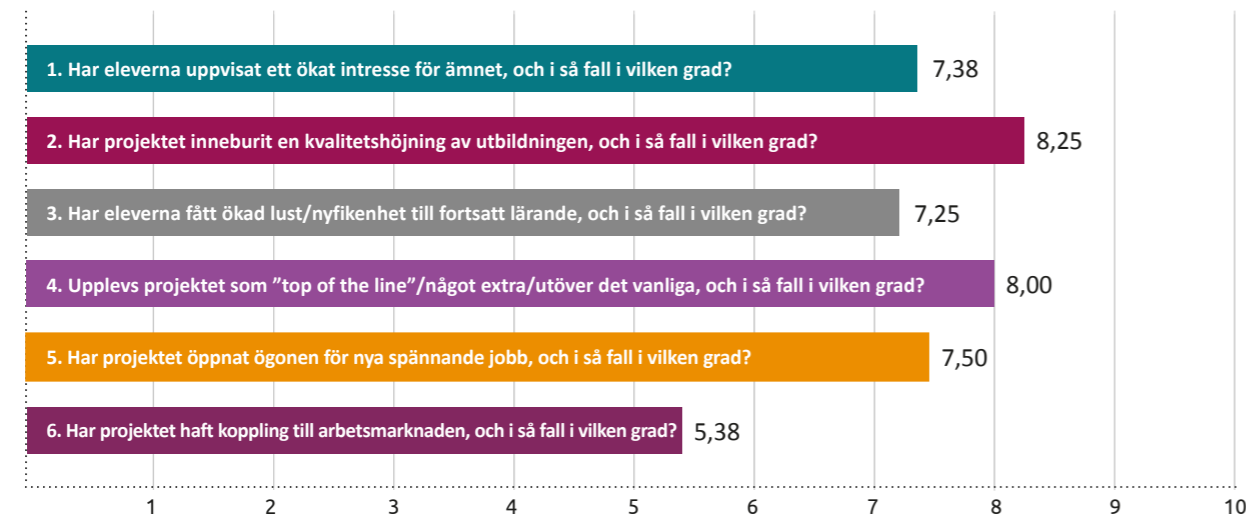 1. Har eleverna uppvisat ett ökat intresse för ämnet, och i så fall i vilken grad? 7,38
2. Har projektet inneburit en kvalitetshöjning av utbildningen, och i så fall i vilken grad? 8,25
3. Har eleverna fått ökad lust/nyfikenhet till fortsatt lärande, och i så fall i vilken grad? 7,25
4. Upplevs projektet som ”top of the line”/något extra/utöver det vanliga, och i så fall i vilken grad? 8,00
5. Har projektet öppnat ögonen för nya spännande jobb, och i så fall i vilken grad? 7,50
6. Har projektet haft koppling till arbetsmarknaden, och i så fall i vilken grad? 5,38
1 2 3 4 5 6 7 8 9 10